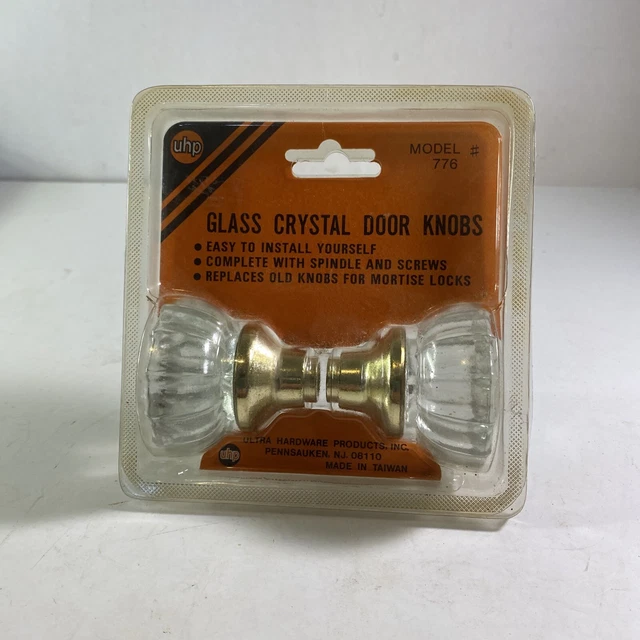 uhp
MODEL #
776
GLASS CRYSTAL DOOR KNOBS
• EASY TO INSTALL YOURSELF
• COMPLETE WITH SPINDLE AND SCREWS
• REPLACES OLD KNOBS FOR MORTISE LOCKS
uhp
ULTRA HARDWARE PRODUCTS, INC.
PENNSAUKEN, NJ. 08110
MADE IN TAIWAN